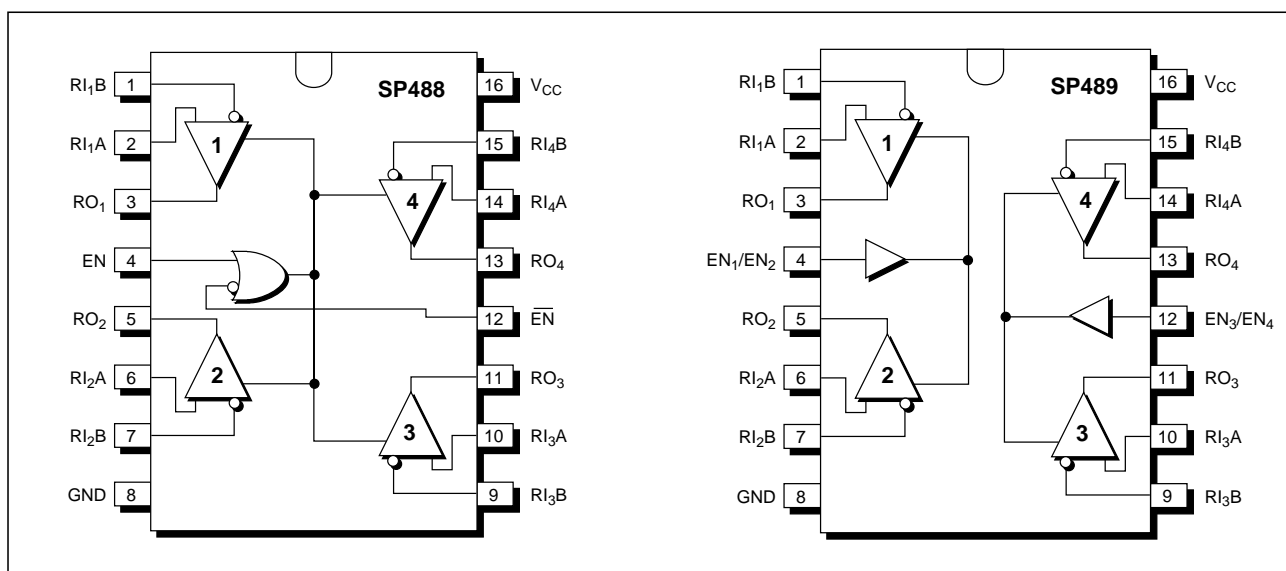 SP488
RI₁B 1
RI₁A 2
RO₁ 3
EN 4
RO₂ 5
RI₂A 6
RI₂B 7
GND 8
16 V_CC
15 RI₄B
14 RI₄A
13 RO₄
12 E̅N̅
11 RO₃
10 RI₃A
9 RI₃B
1
4
2
3
SP489
RI₁B 1
RI₁A 2
RO₁ 3
EN₁/EN₂ 4
RO₂ 5
RI₂A 6
RI₂B 7
GND 8
16 V_CC
15 RI₄B
14 RI₄A
13 RO₄
12 EN₃/EN₄
11 RO₃
10 RI₃A
9 RI₃B
1
4
2
3